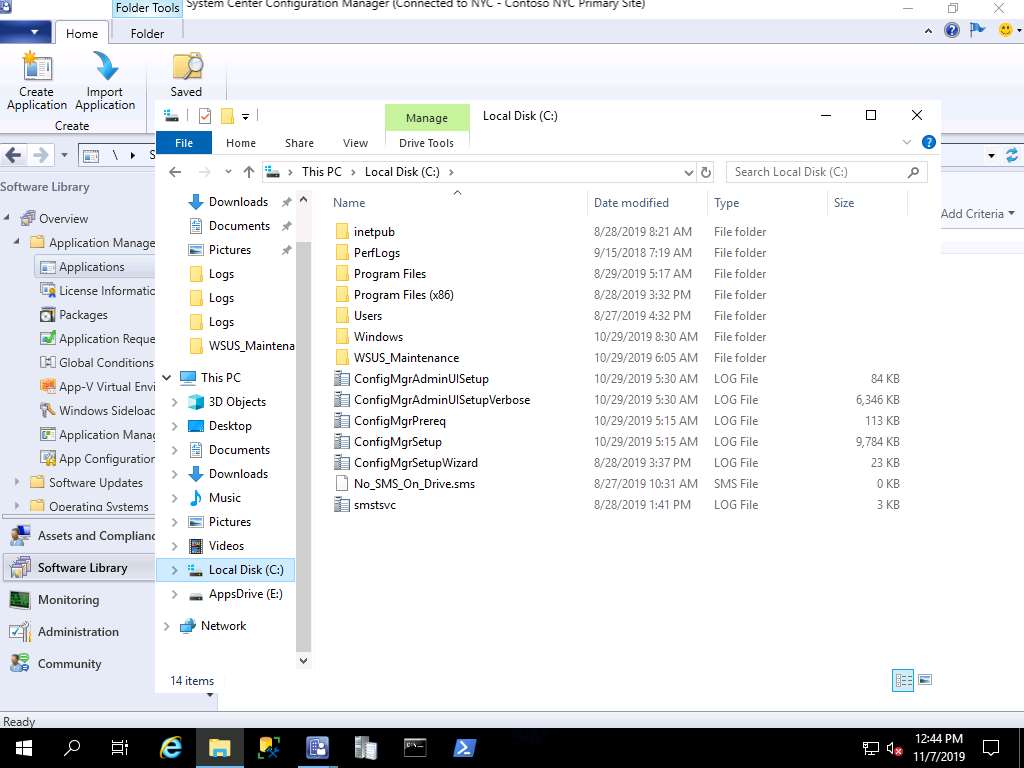 System Center Configuration Manager (Connected to NYC - Contoso NYC Primary Site)
Folder Tools
Home
Folder
Create Application
Import Application
Saved
Create
Manage
Local Disk (C:)
File
Home
Share
View
Drive Tools
\
This PC
Local Disk (C:)
Search Local Disk (C:)
Software Library
Overview
Application Manage
Applications
License Informatio
Packages
Application Reque
Global Conditions
App-V Virtual Envi
Windows Sideload
Application Manag
App Configuration
Software Updates
Operating Systems
Assets and Complianc
Software Library
Monitoring
Administration
Community
Add Criteria
Downloads
Documents
Pictures
Logs
Logs
Logs
WSUS_Maintena
This PC
3D Objects
Desktop
Documents
Downloads
Music
Pictures
Videos
Local Disk (C:)
AppsDrive (E:)
Network
Name Date modified Type Size
inetpub 8/28/2019 8:21 AM File folder
PerfLogs 9/15/2018 7:19 AM File folder
Program Files 8/29/2019 5:17 AM File folder
Program Files (x86) 8/28/2019 3:32 PM File folder
Users 8/27/2019 4:32 PM File folder
Windows 10/29/2019 8:30 AM File folder
WSUS_Maintenance 10/29/2019 6:05 AM File folder
ConfigMgrAdminUISetup 10/29/2019 5:30 AM LOG File 84 KB
ConfigMgrAdminUISetupVerbose 10/29/2019 5:30 AM LOG File 6,346 KB
ConfigMgrPrereq 10/29/2019 5:15 AM LOG File 113 KB
ConfigMgrSetup 10/29/2019 5:15 AM LOG File 9,784 KB
ConfigMgrSetupWizard 8/28/2019 3:37 PM LOG File 23 KB
No_SMS_On_Drive.sms 8/27/2019 10:31 AM SMS File 0 KB
smstsvc 8/28/2019 1:41 PM LOG File 3 KB
14 items
Ready
12:44 PM
11/7/2019